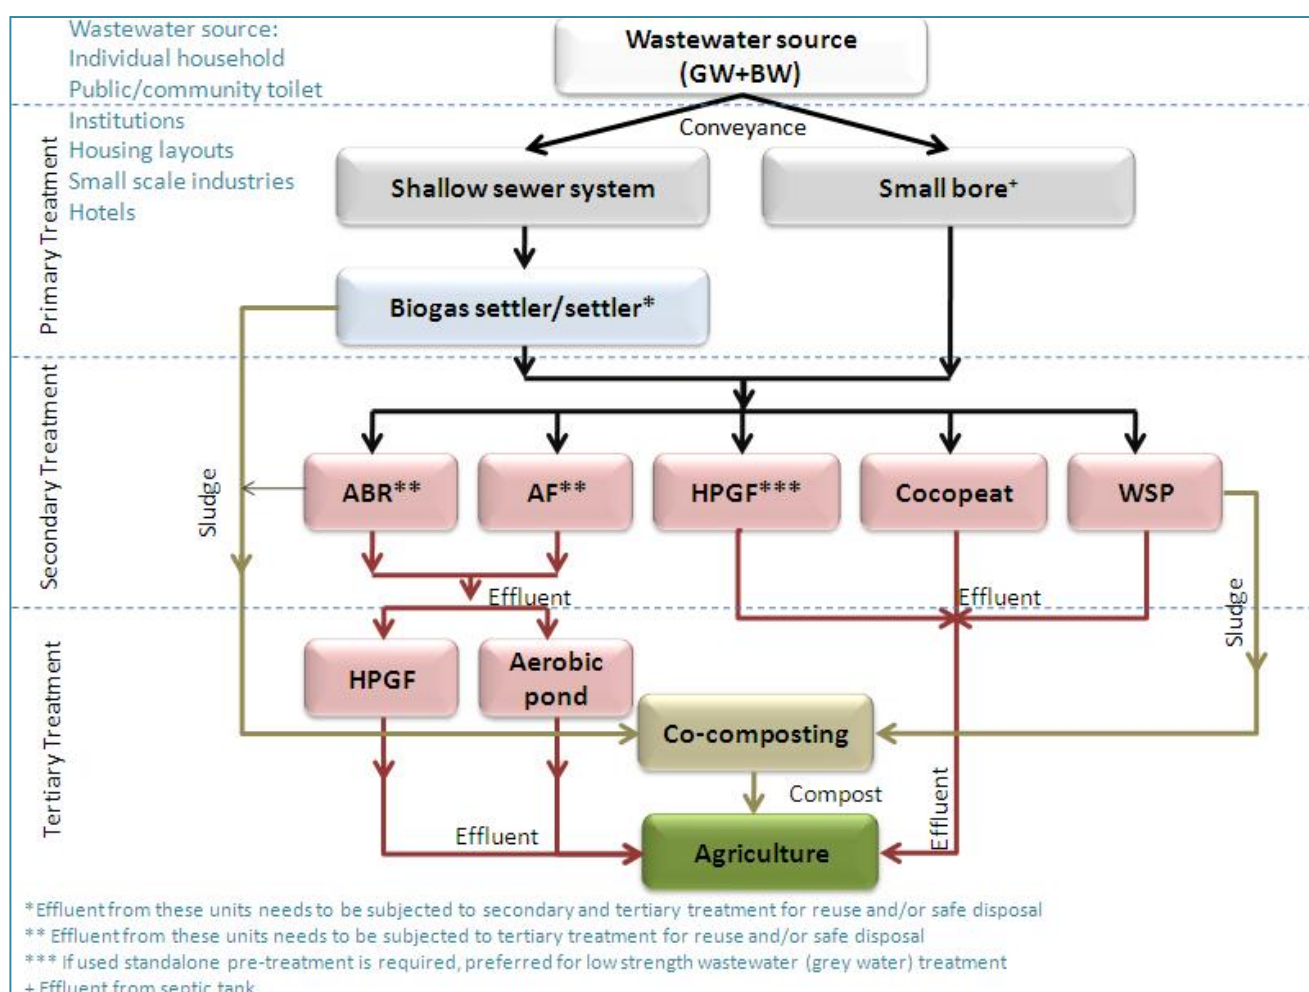 Wastewater source:
Individual household
Public/community toilet
Institutions
Housing layouts
Small scale industries
Hotels
Wastewater source
(GW+BW)
Conveyance
Primary Treatment
Shallow sewer system
Small bore+
Biogas settler/settler*
Secondary Treatment
Sludge
ABR**
AF**
HPGF***
Cocopeat
WSP
Effluent
Effluent
Sludge
Tertiary Treatment
HPGF
Aerobic
pond
Co-composting
Compost
Effluent
Effluent
Agriculture
*Effluent from these units needs to be subjected to secondary and tertiary treatment for reuse and/or safe disposal
** Effluent from these units needs to be subjected to tertiary treatment for reuse and/or safe disposal
*** If used standalone pre-treatment is required, preferred for low strength wastewater (grey water) treatment
+ Effluent from septic tank